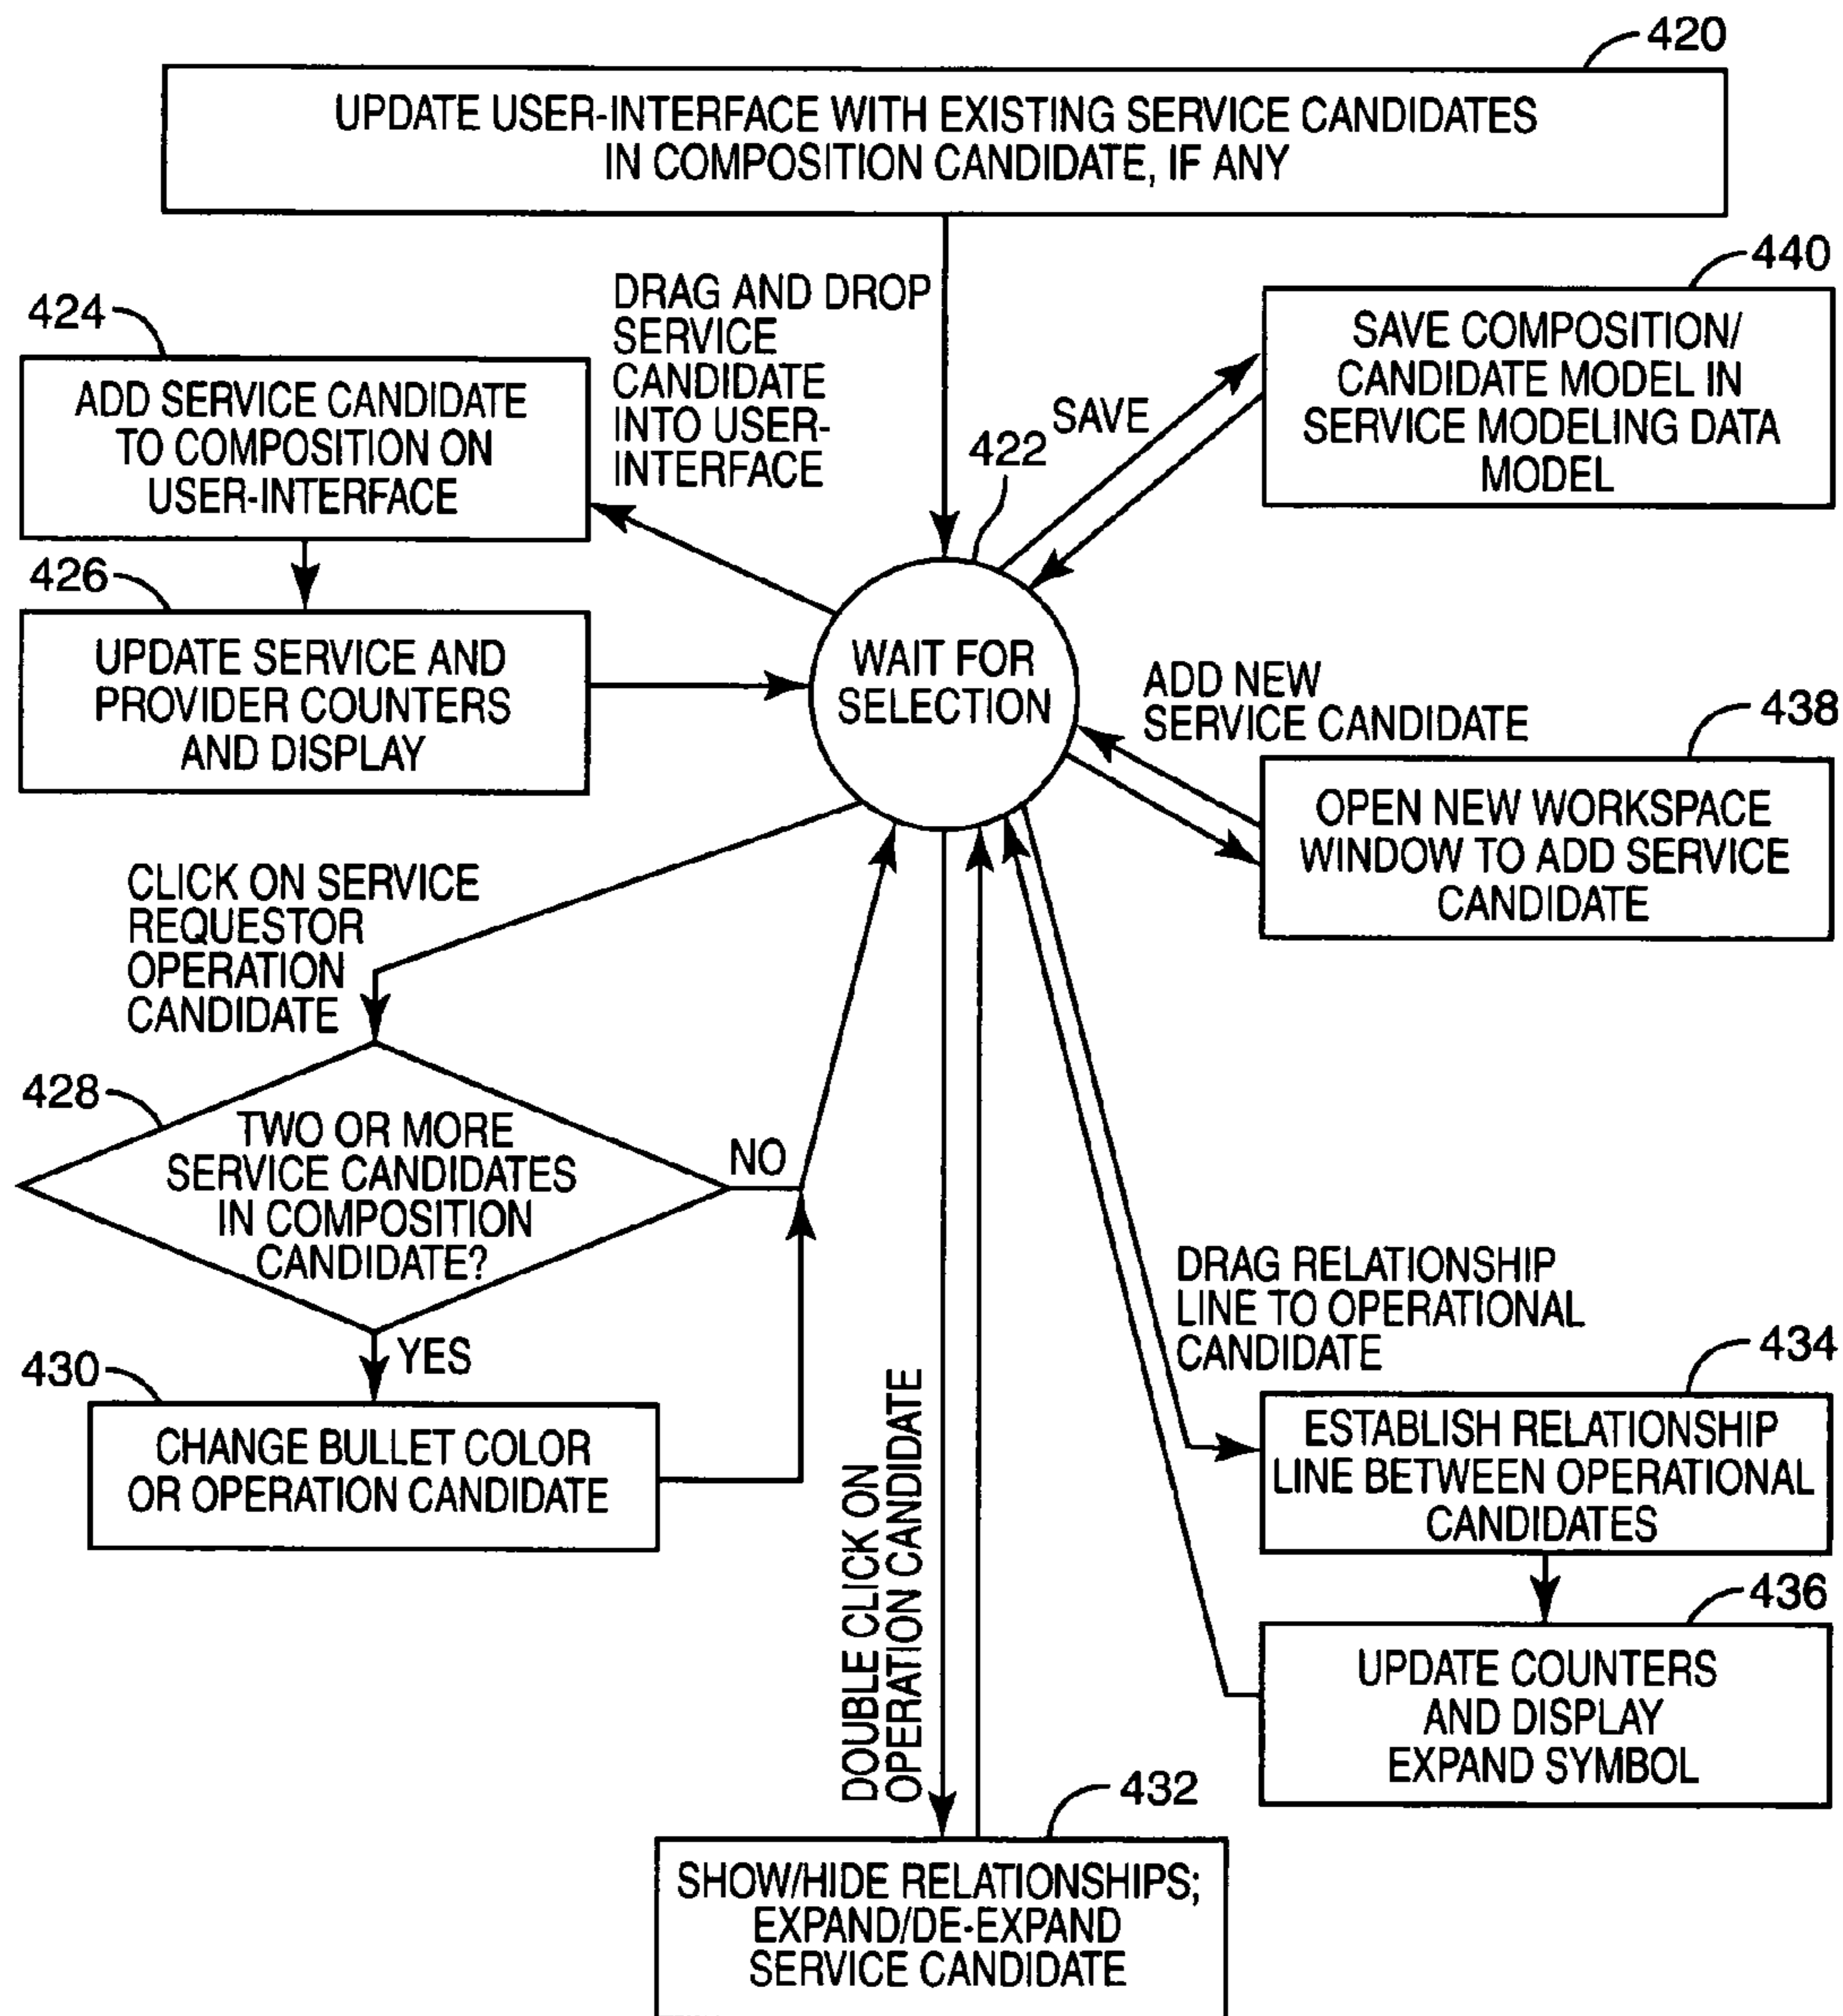 420
UPDATE USER-INTERFACE WITH EXISTING SERVICE CANDIDATES
IN COMPOSITION CANDIDATE, IF ANY
440
SAVE COMPOSITION/
CANDIDATE MODEL IN
SERVICE MODELING DATA
MODEL
424
ADD SERVICE CANDIDATE
TO COMPOSITION ON
USER-INTERFACE
DRAG AND DROP
SERVICE
CANDIDATE
INTO USER-
INTERFACE
SAVE
422
426
UPDATE SERVICE AND
PROVIDER COUNTERS
AND DISPLAY
WAIT FOR
SELECTION
ADD NEW
SERVICE CANDIDATE
438
OPEN NEW WORKSPACE
WINDOW TO ADD SERVICE
CANDIDATE
CLICK ON SERVICE
REQUESTOR
OPERATION
CANDIDATE
428
TWO OR MORE
SERVICE CANDIDATES
IN COMPOSITION
CANDIDATE?
NO
YES
430
CHANGE BULLET COLOR
OR OPERATION CANDIDATE
DOUBLE CLICK ON
OPERATION CANDIDATE
DRAG RELATIONSHIP
LINE TO OPERATIONAL
CANDIDATE
434
ESTABLISH RELATIONSHIP
LINE BETWEEN OPERATIONAL
CANDIDATES
436
UPDATE COUNTERS
AND DISPLAY
EXPAND SYMBOL
432
SHOW/HIDE RELATIONSHIPS;
EXPAND/DE-EXPAND
SERVICE CANDIDATE